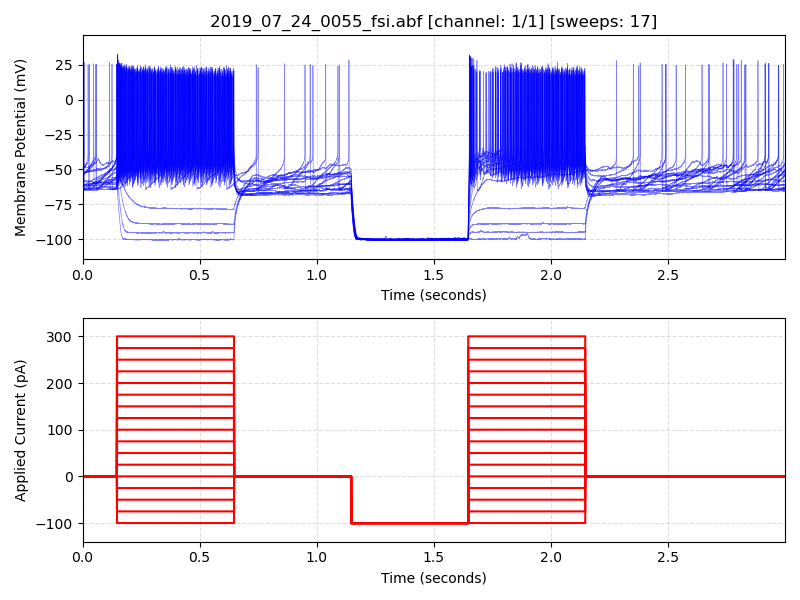 2019_07_24_0055_fsi.abf [channel: 1/1] [sweeps: 17]
Membrane Potential (mV)
25
0
−25
−50
−75
−100
0.0 0.5 1.0 1.5 2.0 2.5
Time (seconds)
Applied Current (pA)
300
200
100
0
−100
0.0 0.5 1.0 1.5 2.0 2.5
Time (seconds)